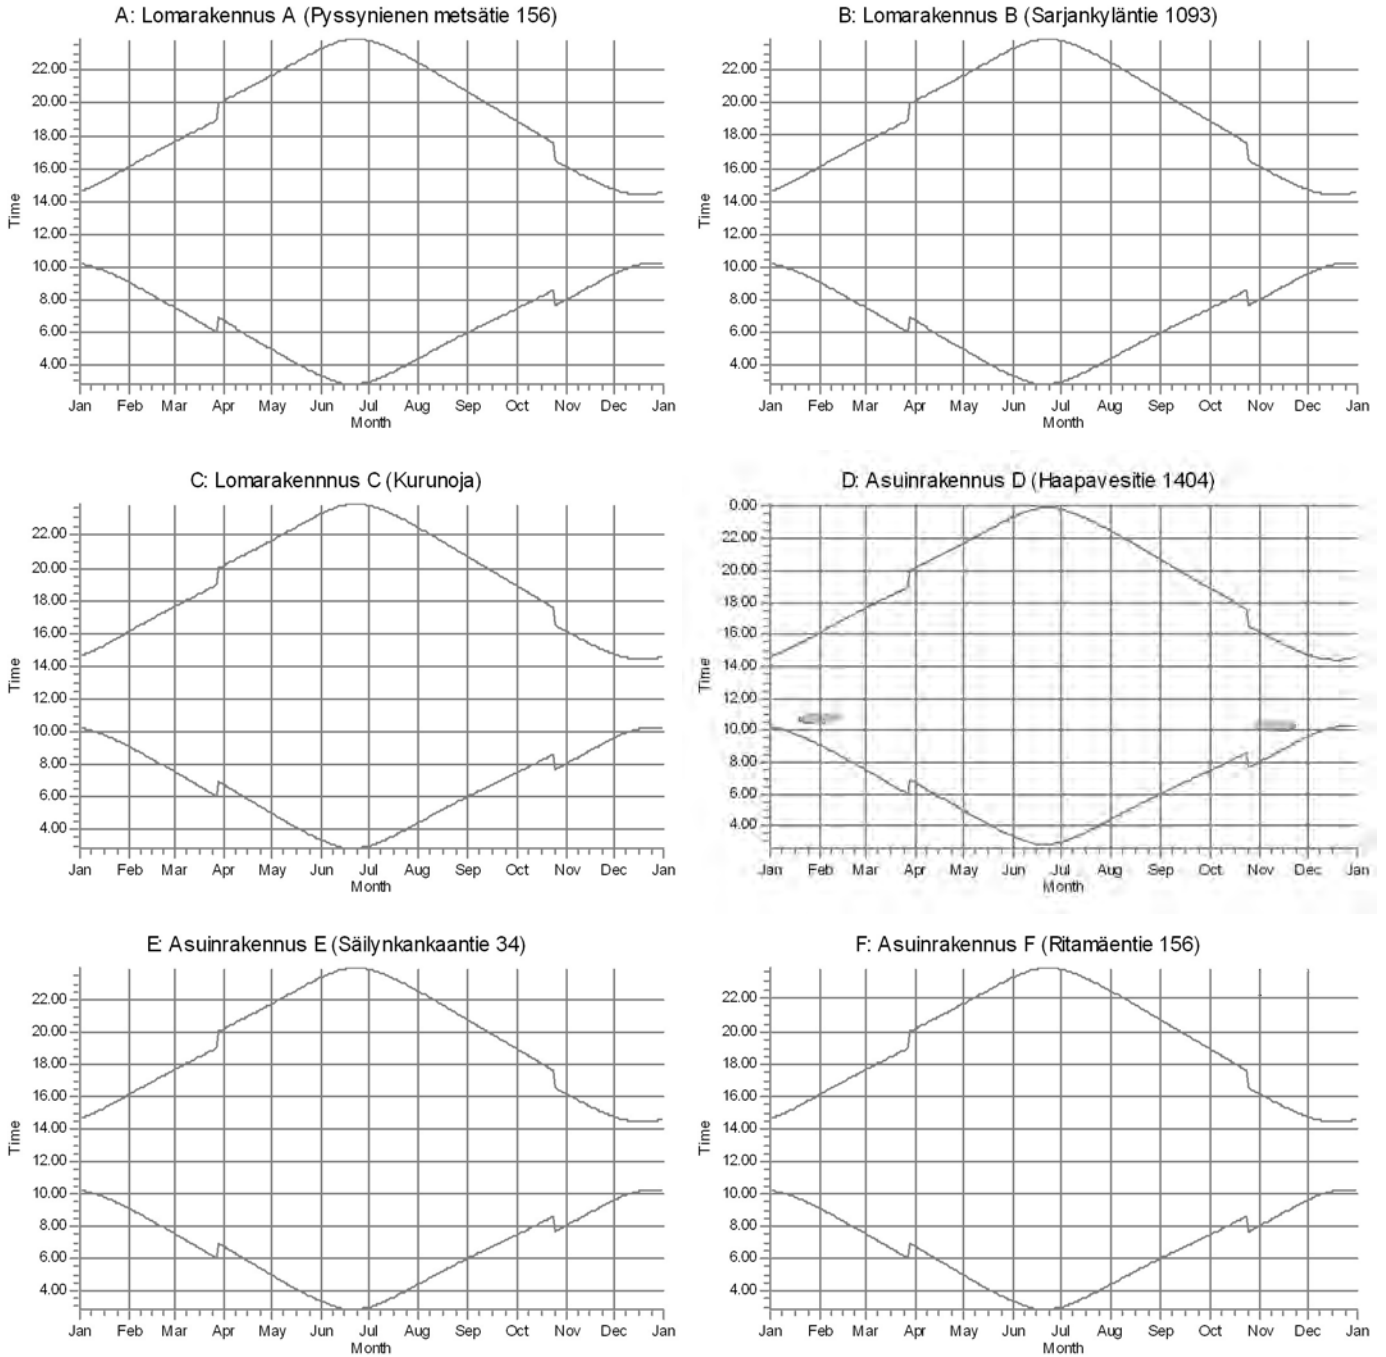 A: Lomarakennus A (Pyssynienen metsätie 156)
22.00
20.00
18.00
16.00
14.00
12.00
10.00
8.00
6.00
4.00
Time
Jan Feb Mar Apr May Jun Jul Aug Sep Oct Nov Dec Jan
Month
B: Lomarakennus B (Sarjankyläntie 1093)
22.00
20.00
18.00
16.00
14.00
12.00
10.00
8.00
6.00
4.00
Time
Jan Feb Mar Apr May Jun Jul Aug Sep Oct Nov Dec Jan
Month
C: Lomarakennnus C (Kurunoja)
22.00
20.00
18.00
16.00
14.00
12.00
10.00
8.00
6.00
4.00
Time
Jan Feb Mar Apr May Jun Jul Aug Sep Oct Nov Dec Jan
Month
D: Asuinrakennus D (Haapavesitie 1404)
0.00
22.00
20.00
18.00
16.00
14.00
12.00
10.00
8.00
6.00
4.00
Time
Jan Feb Mar Apr May Jun Jul Aug Sep Oct Nov Dec Jan
Month
E: Asuinrakennus E (Säilynkankaantie 34)
22.00
20.00
18.00
16.00
14.00
12.00
10.00
8.00
6.00
4.00
Time
Jan Feb Mar Apr May Jun Jul Aug Sep Oct Nov Dec Jan
Month
F: Asuinrakennus F (Ritamäentie 156)
22.00
20.00
18.00
16.00
14.00
12.00
10.00
8.00
6.00
4.00
Time
Jan Feb Mar Apr May Jun Jul Aug Sep Oct Nov Dec Jan
Month